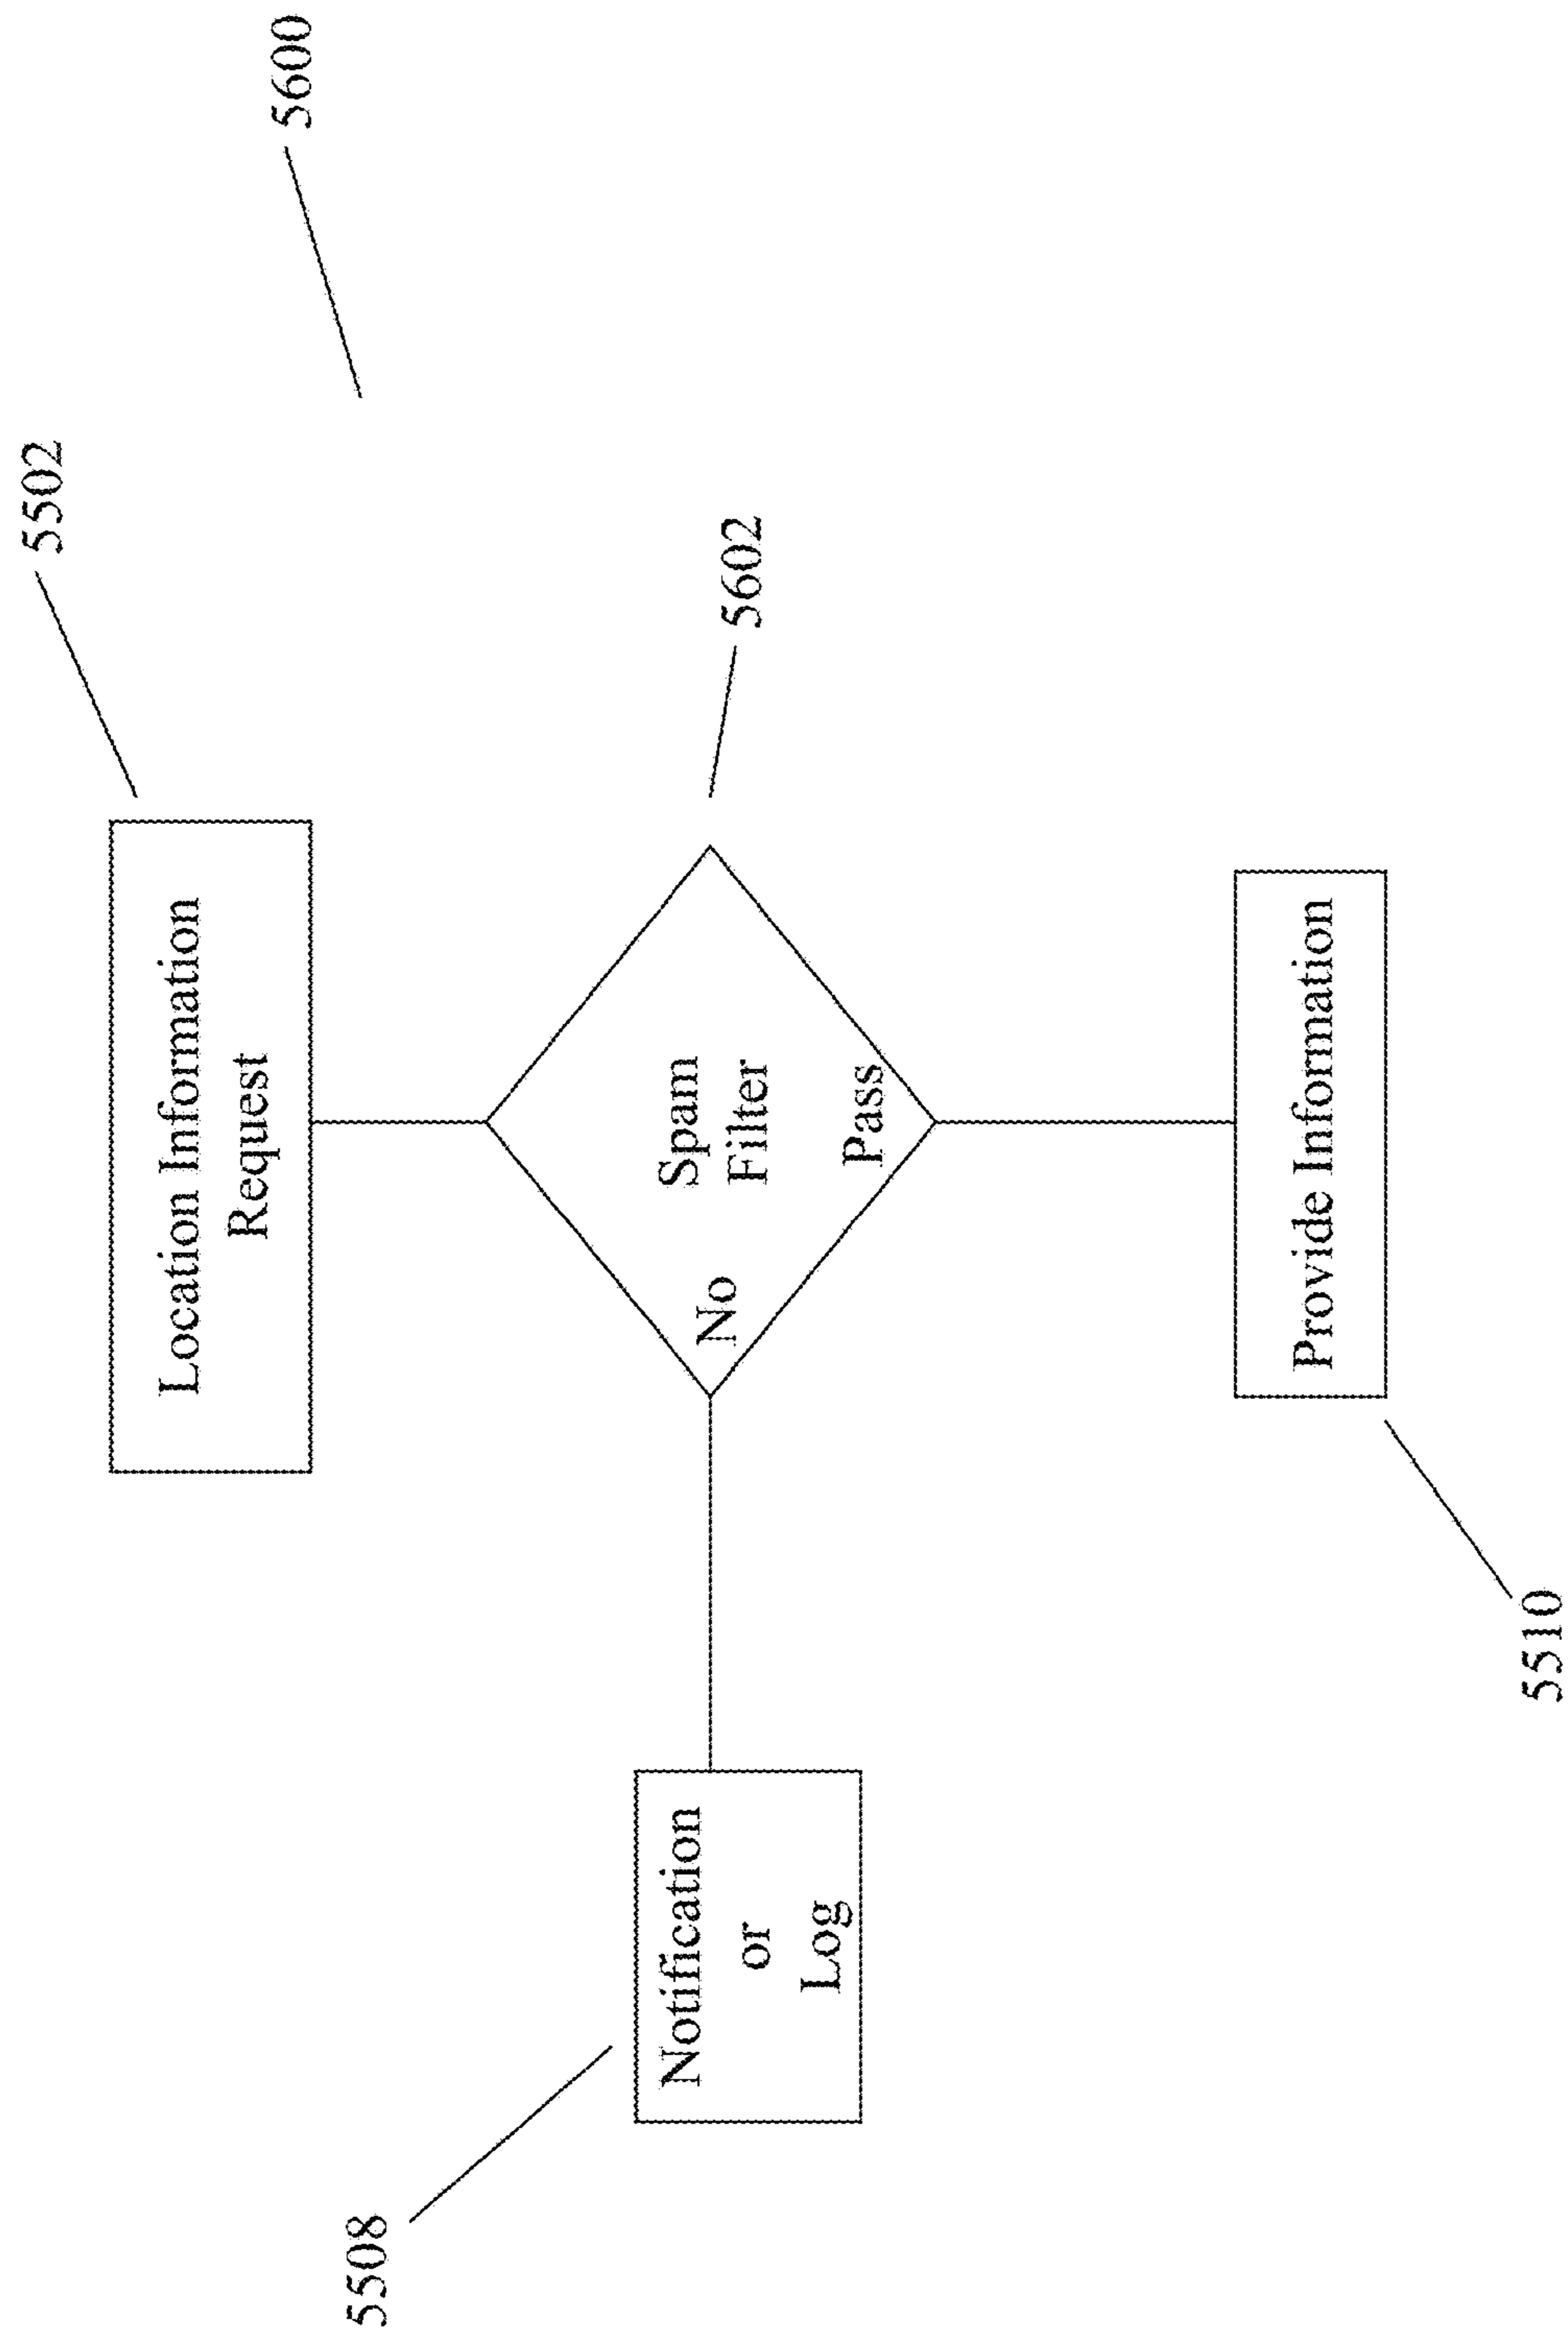 5600
5502
Location Information
Request
5602
Spam
Filter
No
Pass
Notification
or
Log
5508
Provide Information
5510